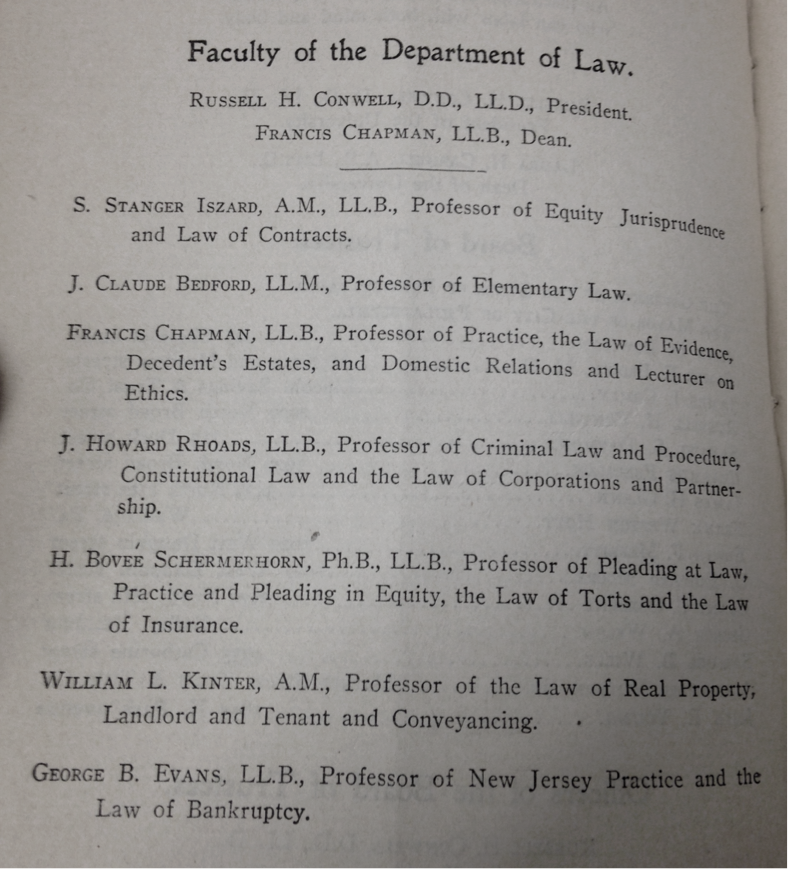 Faculty of the Department of Law.
RUSSELL H. CONWELL, D.D., LL.D., President.
FRANCIS CHAPMAN, LL.B., Dean.
S. STANGER ISZARD, A.M., LL.B., Professor of Equity Jurisprudence
and Law of Contracts.
J. CLAUDE BEDFORD, LL.M., Professor of Elementary Law.
FRANCIS CHAPMAN, LL.B., Professor of Practice, the Law of Evidence,
Decedent's Estates, and Domestic Relations and Lecturer on
Ethics.
J. HOWARD RHOADS, LL.B., Professor of Criminal Law and Procedure,
Constitutional Law and the Law of Corporations and Partner-
ship.
H. BOVEÉ SCHERMERHORN, Ph.B., LL.B., Professor of Pleading at Law,
Practice and Pleading in Equity, the Law of Torts and the Law
of Insurance.
WILLIAM L. KINTER, A.M., Professor of the Law of Real Property,
Landlord and Tenant and Conveyancing.
GEORGE B. EVANS, LL.B., Professor of New Jersey Practice and the
Law of Bankruptcy.